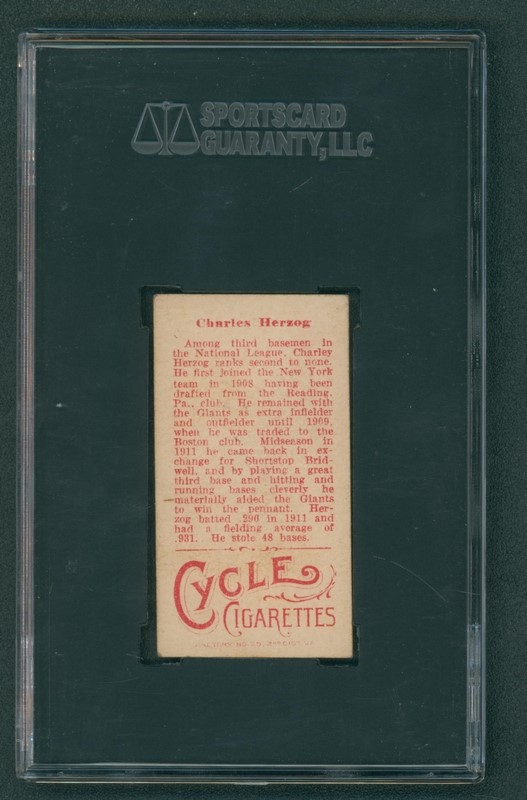 SPORTSCARD
GUARANTY, LLC
Charles Herzog
Among third basemen in
the National League, Charley
Herzog ranks second to none.
He first joined the New York
team in 1908 having been
drafted from the Reading,
Pa., club. He remained with
the Giants as extra infielder
and outfielder until 1909,
when he was traded to the
Boston club. Midseason in
1911 he came back in ex-
change for Shortstop Brid-
well, and by playing a great
third base and hitting and
running bases cleverly he
materially aided the Giants
to win the pennant. Her-
zog batted .290 in 1911 and
had a fielding average of
.931. He stole 48 bases.
CYCLE
CIGARETTES
FACTORY NO